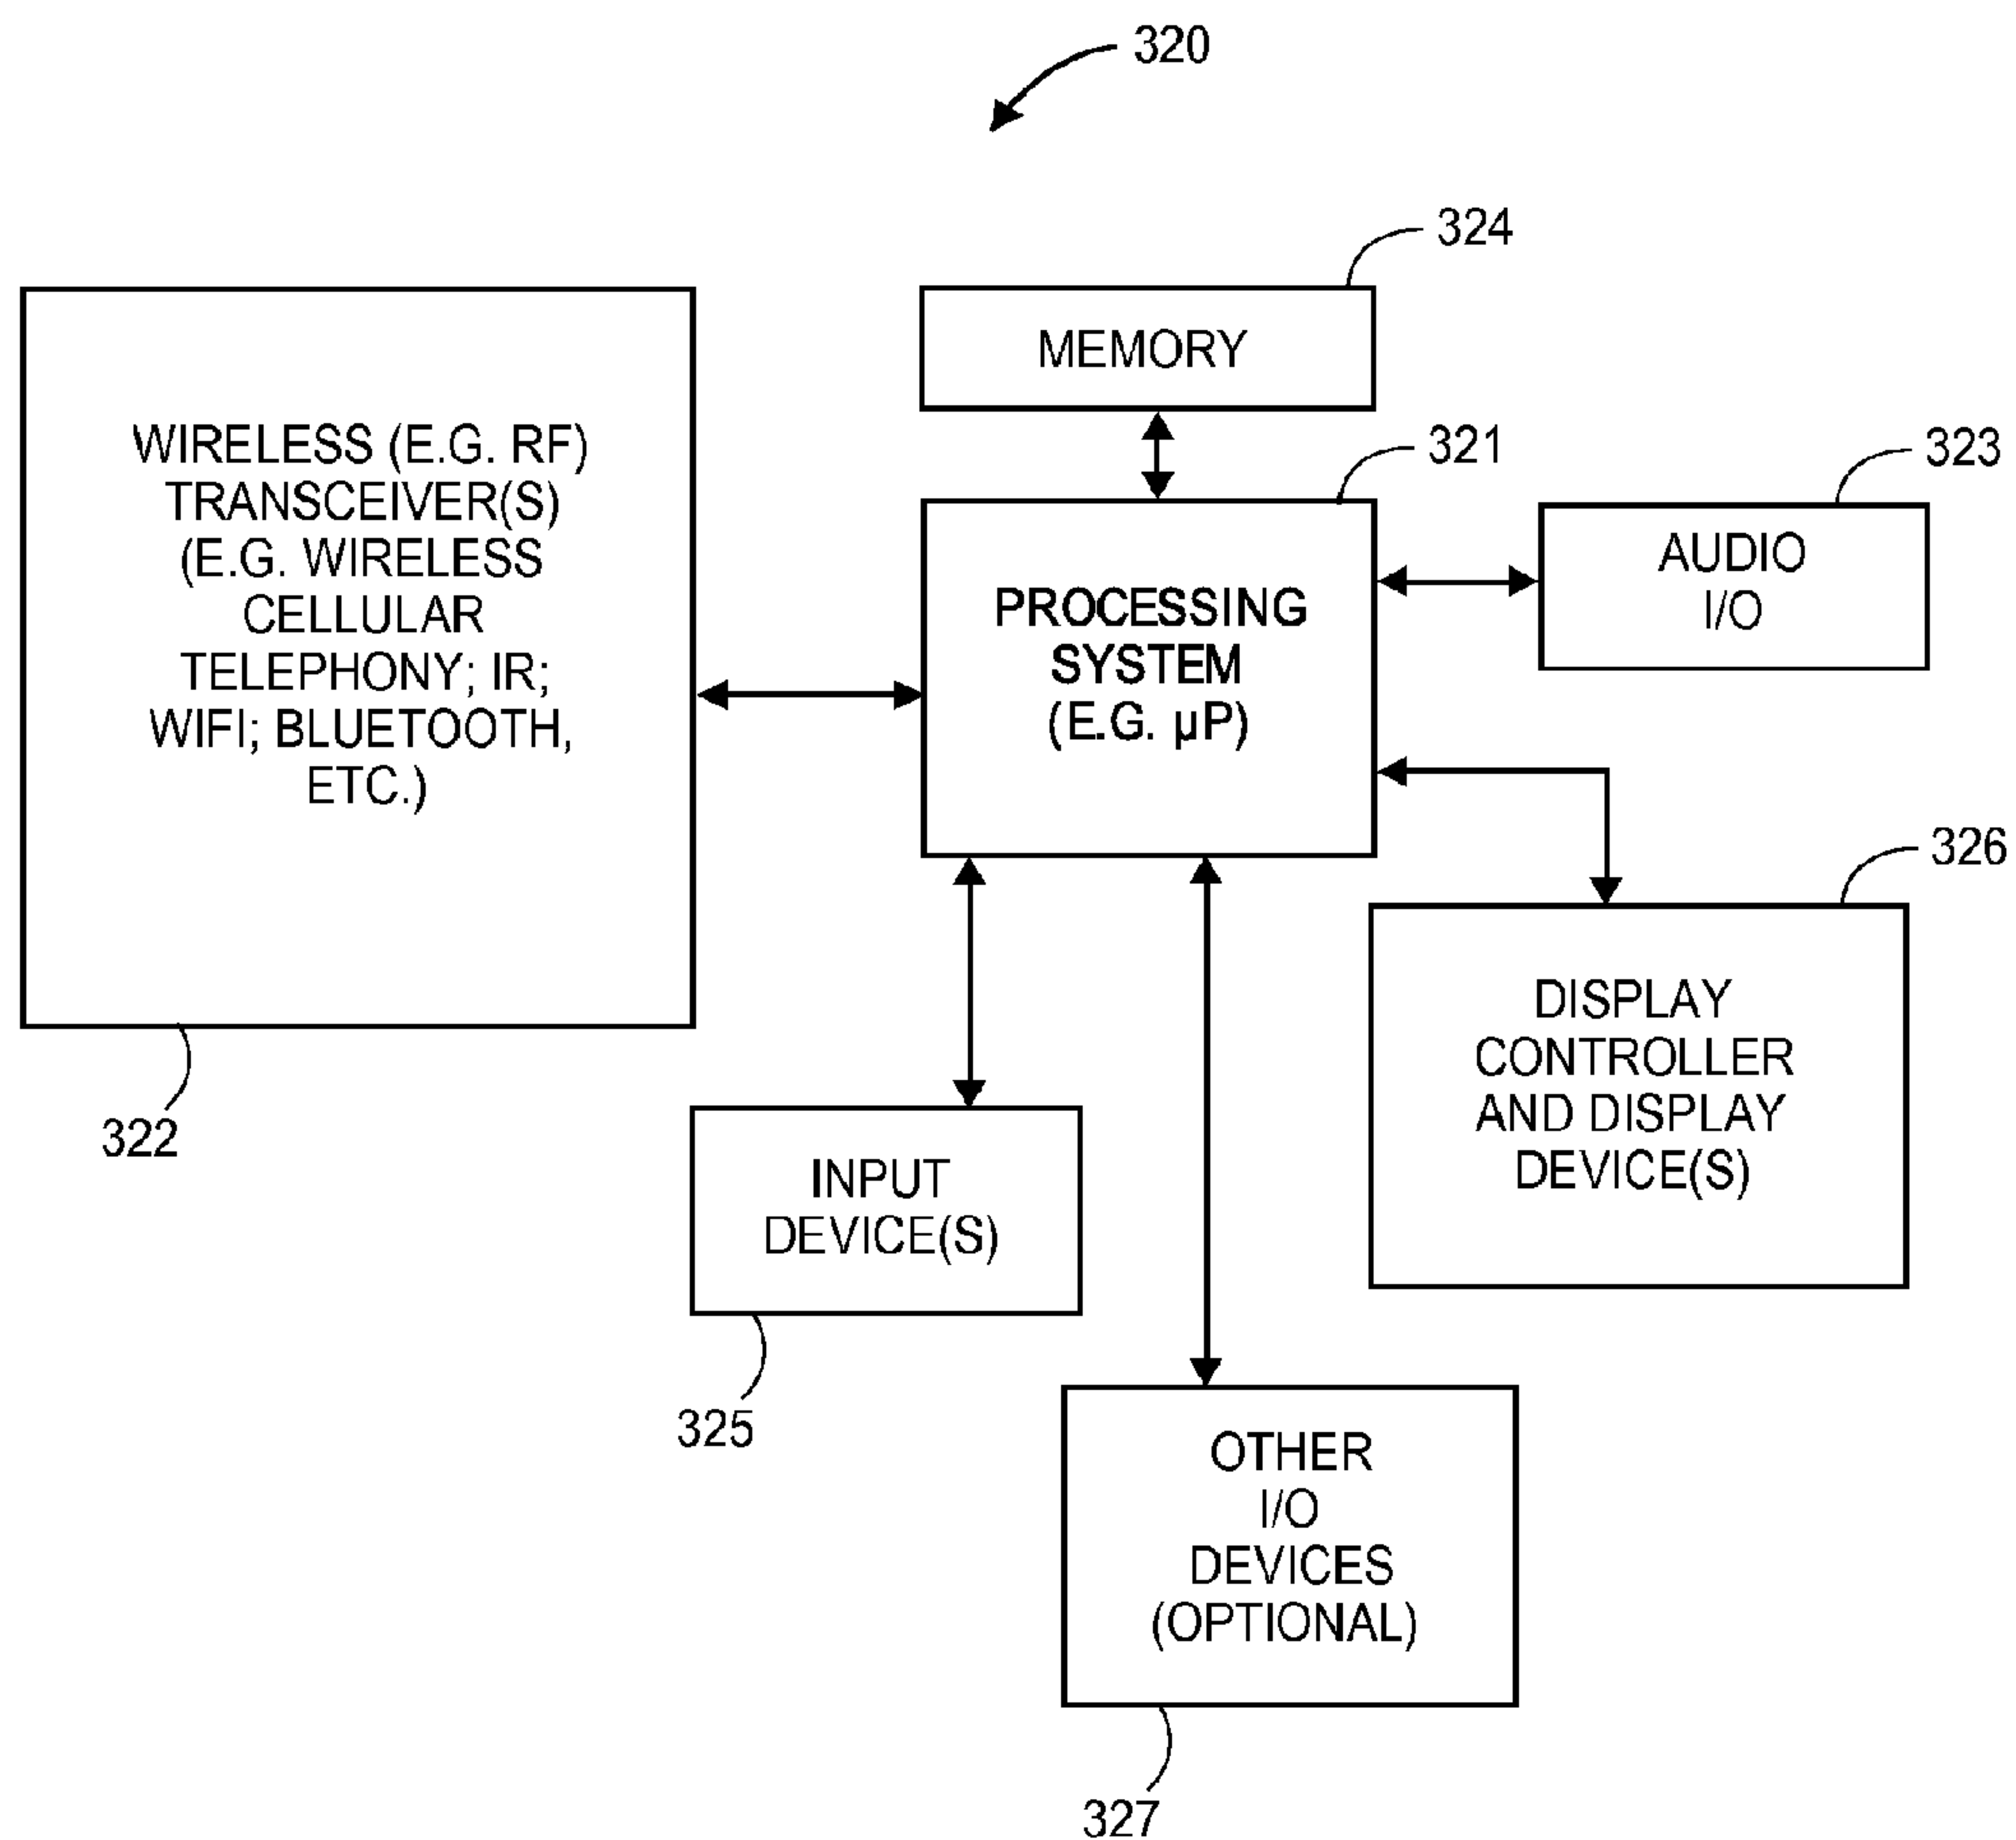 320
324
MEMORY
321
323
WIRELESS (E.G. RF)
TRANSCEIVER(S)
(E.G. WIRELESS
CELLULAR
TELEPHONY; IR;
WIFI; BLUETOOTH,
ETC.)
322
PROCESSING
SYSTEM
(E.G. µP)
AUDIO
I/O
326
DISPLAY
CONTROLLER
AND DISPLAY
DEVICE(S)
INPUT
DEVICE(S)
325
OTHER
I/O
DEVICES
(OPTIONAL)
327